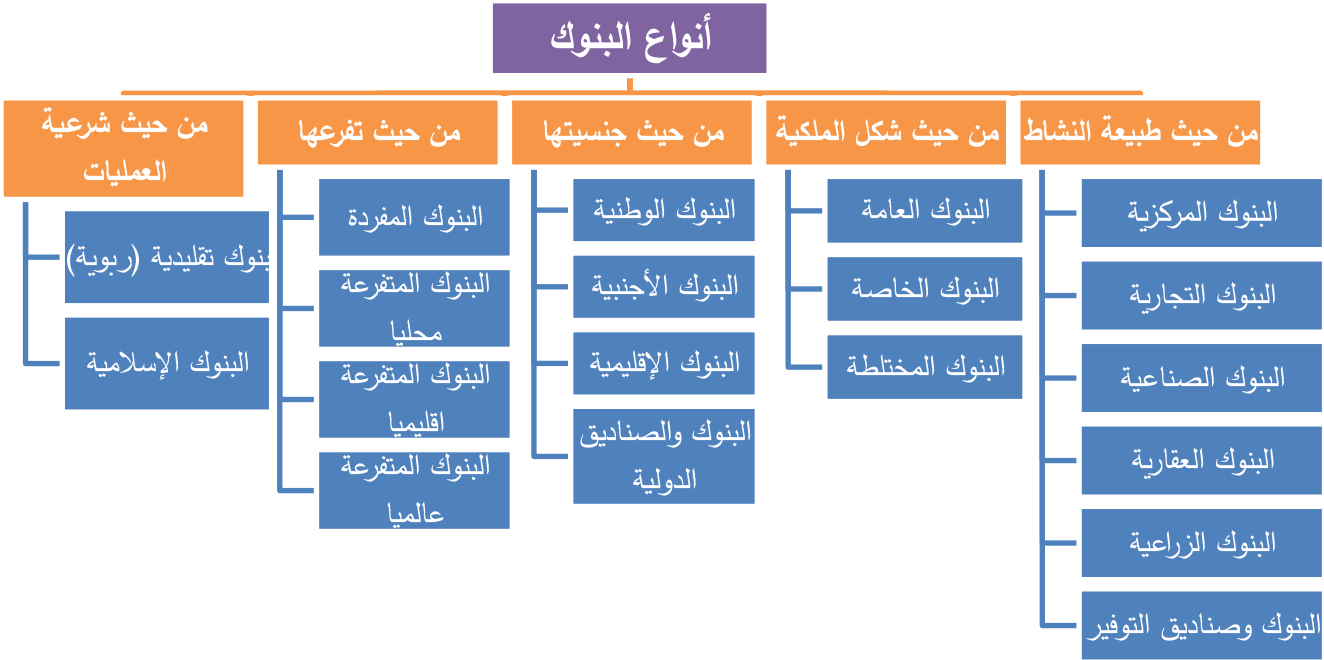 أنواع البنوك
من حيث طبيعة النشاط
البنوك المركزية
البنوك التجارية
البنوك الصناعية
البنوك العقارية
البنوك الزراعية
البنوك وصناديق التوفير
من حيث شكل الملكية
البنوك العامة
البنوك الخاصة
البنوك المختلطة
من حيث جنسيتها
البنوك الوطنية
البنوك الأجنبية
البنوك الإقليمية
البنوك والصناديق
الدولية
من حيث تفرعها
البنوك المفردة
البنوك المتفرعة
محليا
البنوك المتفرعة
اقليميا
البنوك المتفرعة
عالميا
من حيث شرعية
العمليات
بنوك تقليدية (ربوية)
البنوك الإسلامية